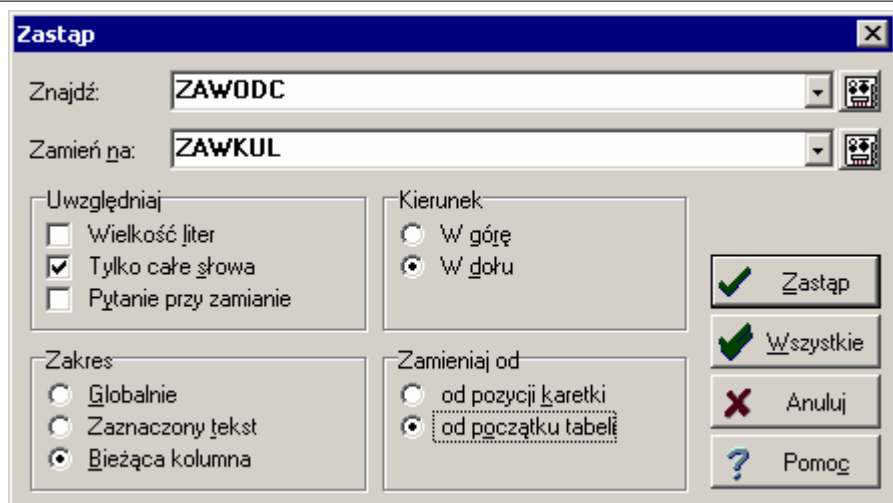 Zastąp
Znajdź: ZAWODC
Zamień na: ZAWKUL
Uwzględniaj
Wielkość liter
Tylko całe słowa
Pytanie przy zamianie
Kierunek
W górę
W dołu
Zakres
Globalnie
Zaznaczony tekst
Bieżąca kolumna
Zamieniaj od
od pozycji karetki
od początku tabeli
Zastąp
Wszystkie
Anuluj
Pomoc